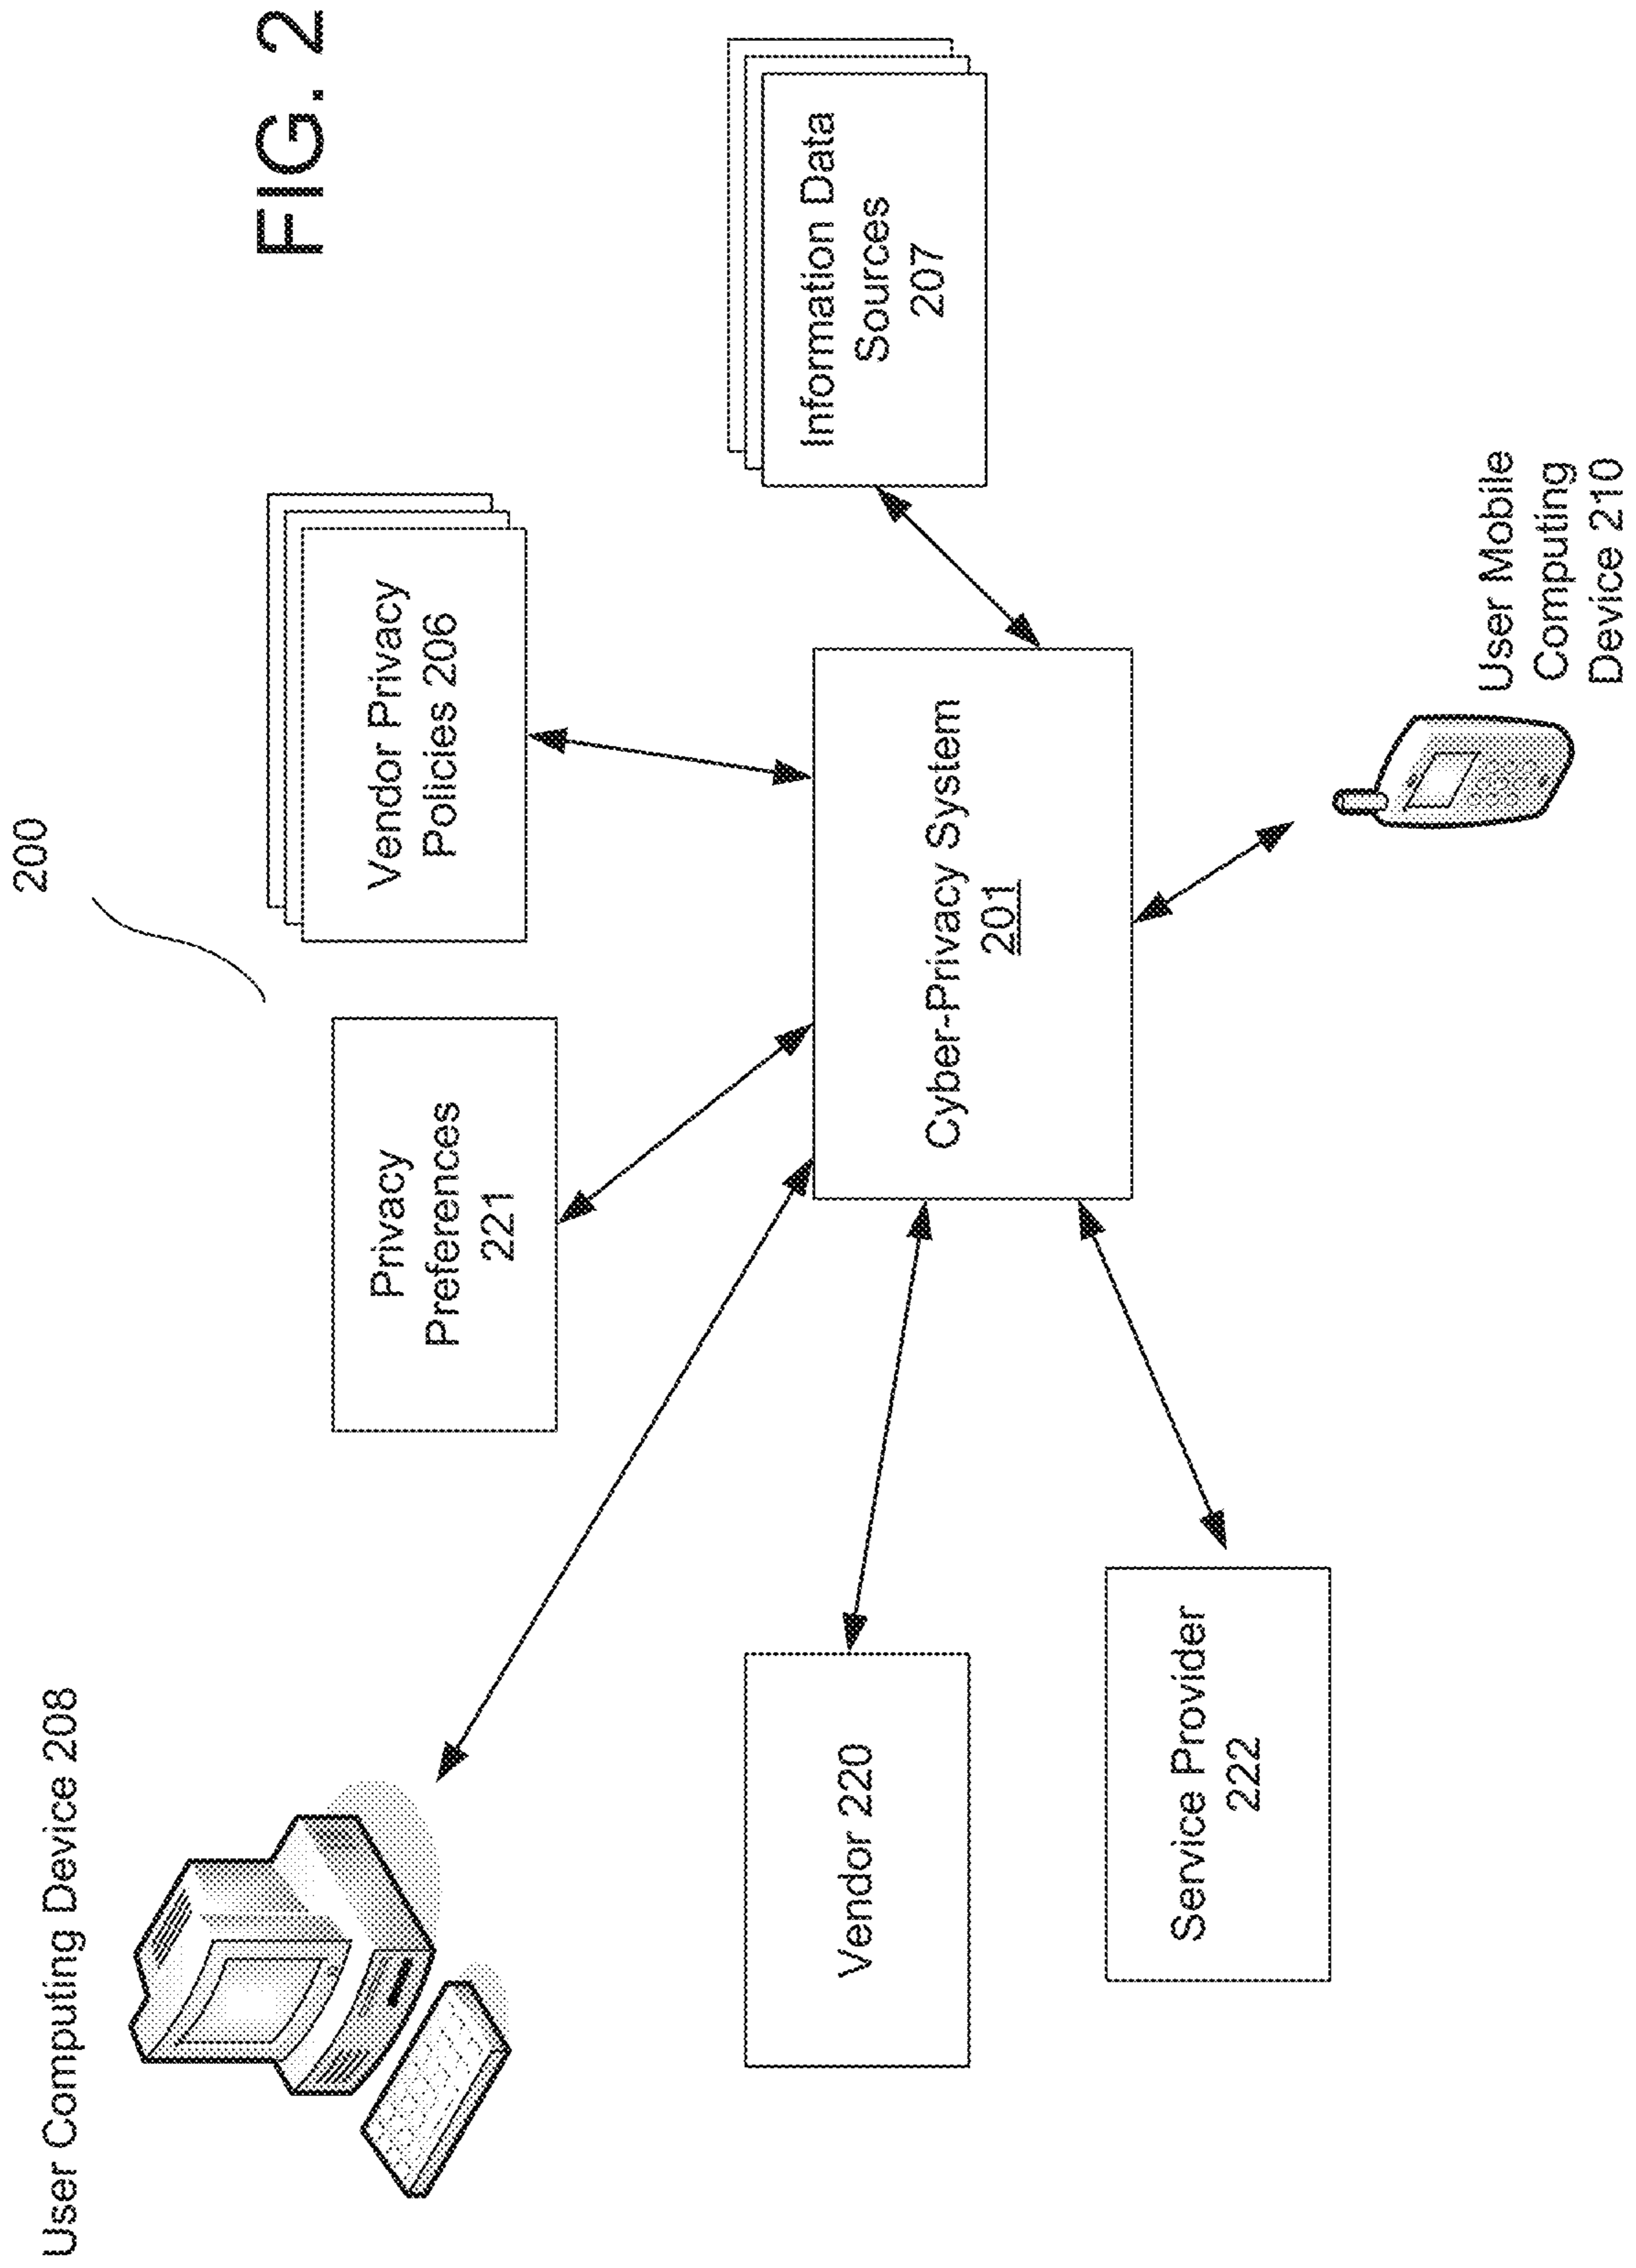 FIG. 2
200
User Computing Device 208
Privacy
Preferences
221
Vendor Privacy
Policies 206
Information Data
Sources
207
Cyber-Privacy System
201
Vendor 220
Service Provider
222
User Mobile
Computing
Device 210